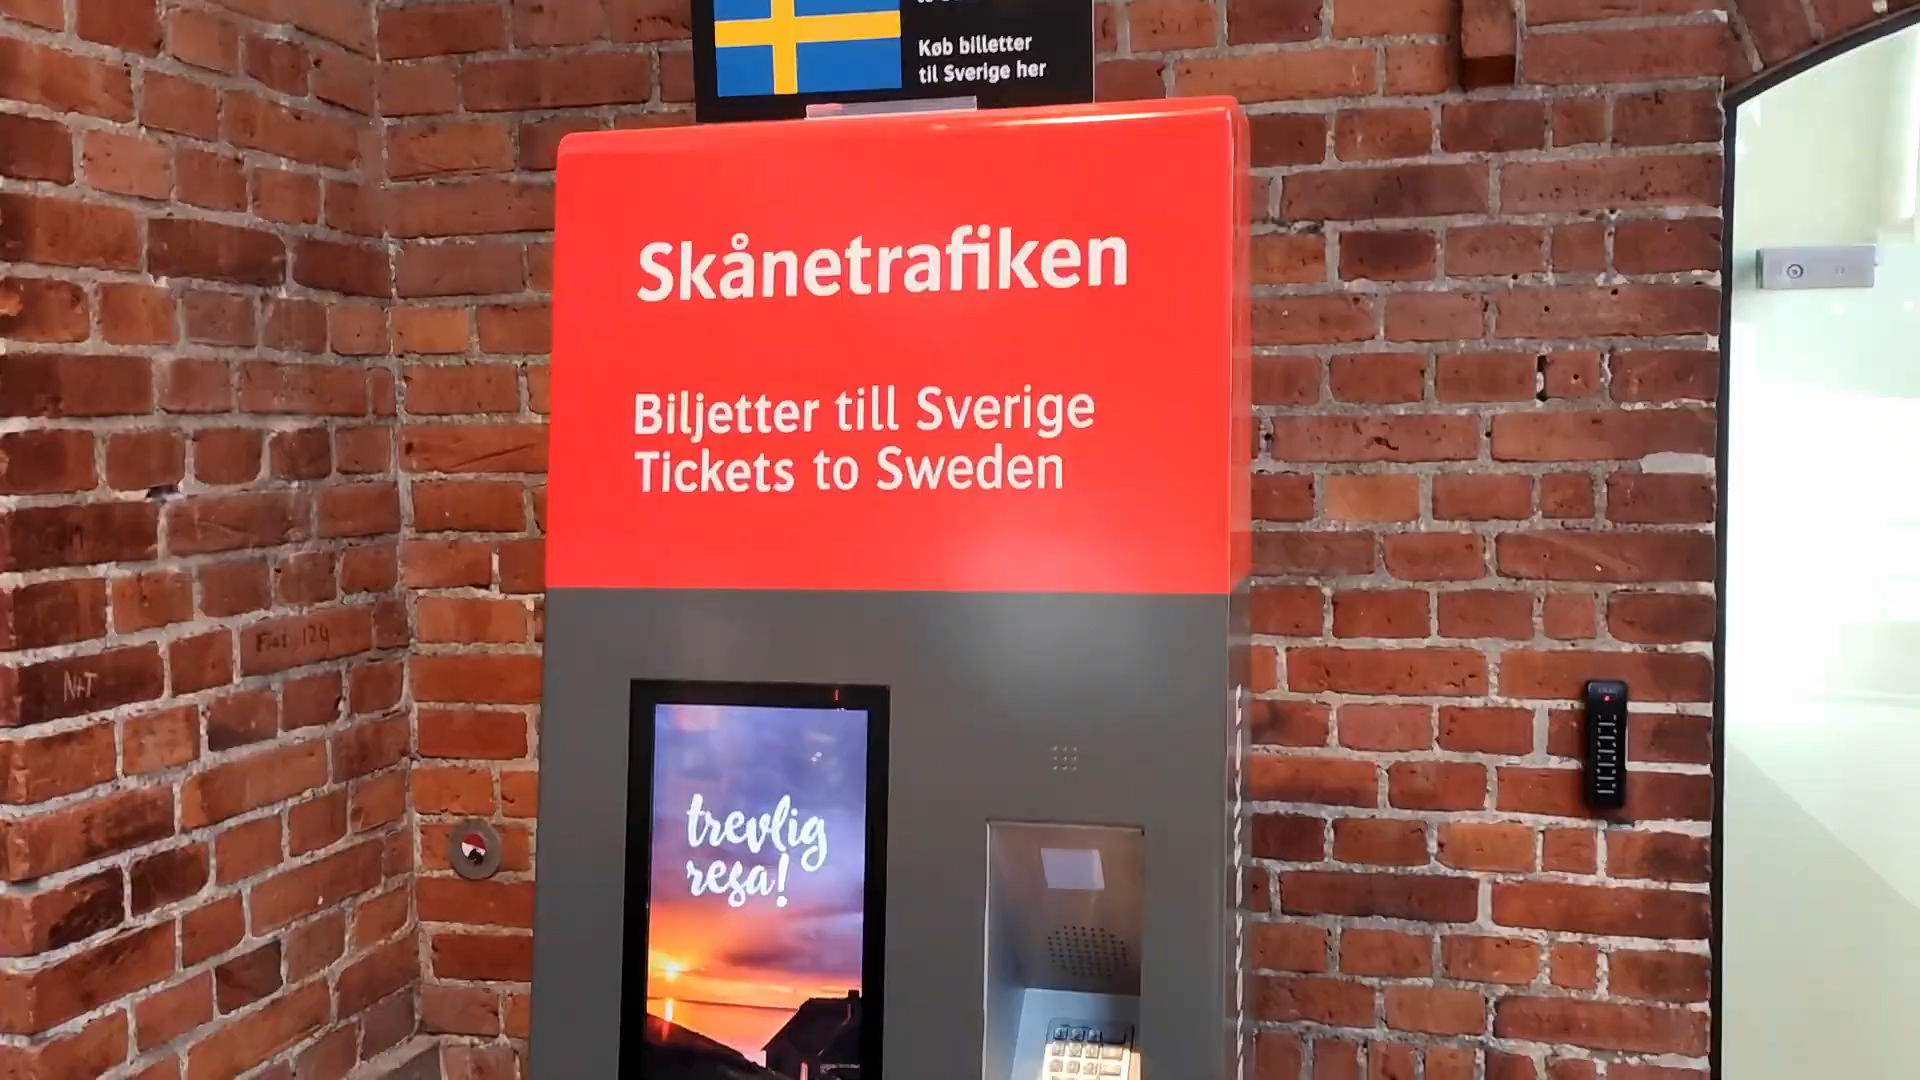 Køb billetter
til Sverige her
Skånetrafiken
Biljetter till Sverige
Tickets to Sweden
trevlig
resa!
N+T